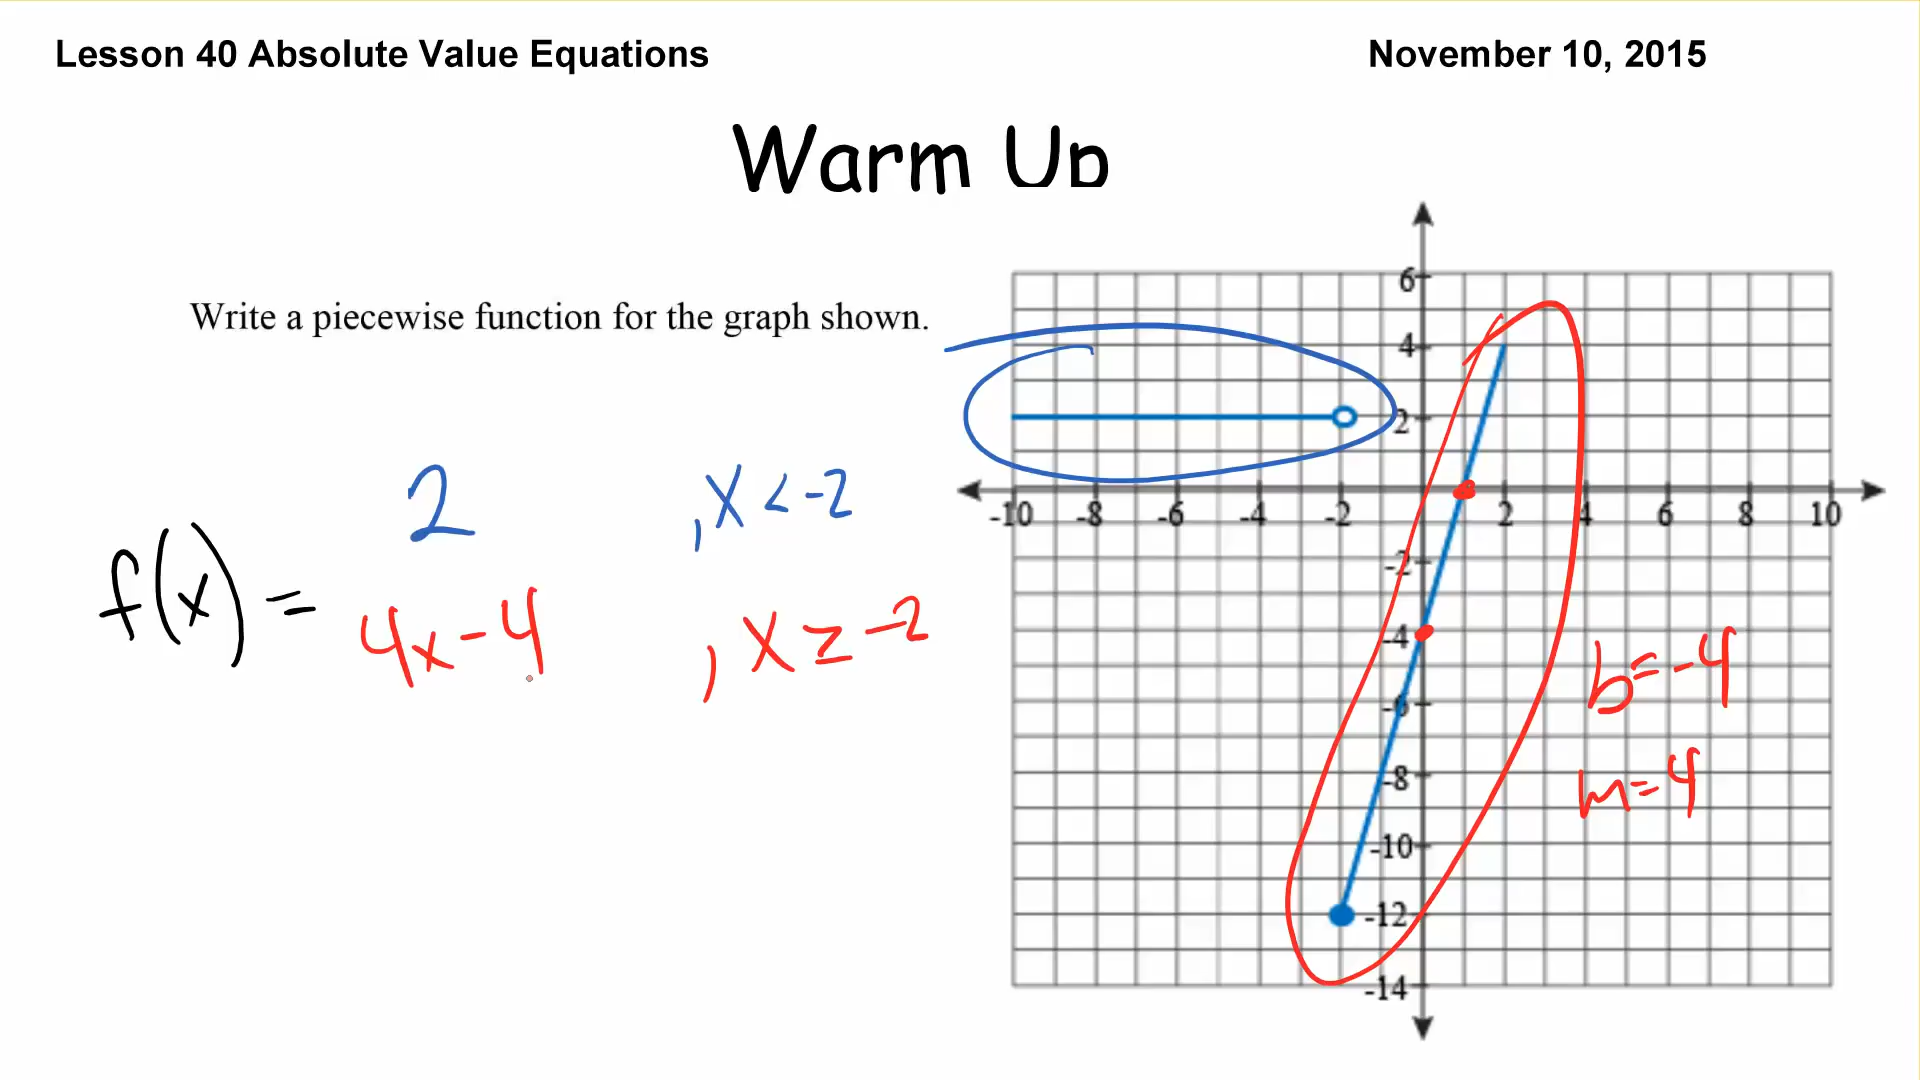 Lesson 40 Absolute Value Equations
November 10, 2015
Warm Up
Write a piecewise function for the graph shown.
f(x) =
2 , x < -2
4x - 4 , x ≥ -2
6
4
2
-10 -8 -6 -4 -2 2 4 6 8 10
-2
-4
-6
-8
-10
-12
-14
b = -4
m = 4